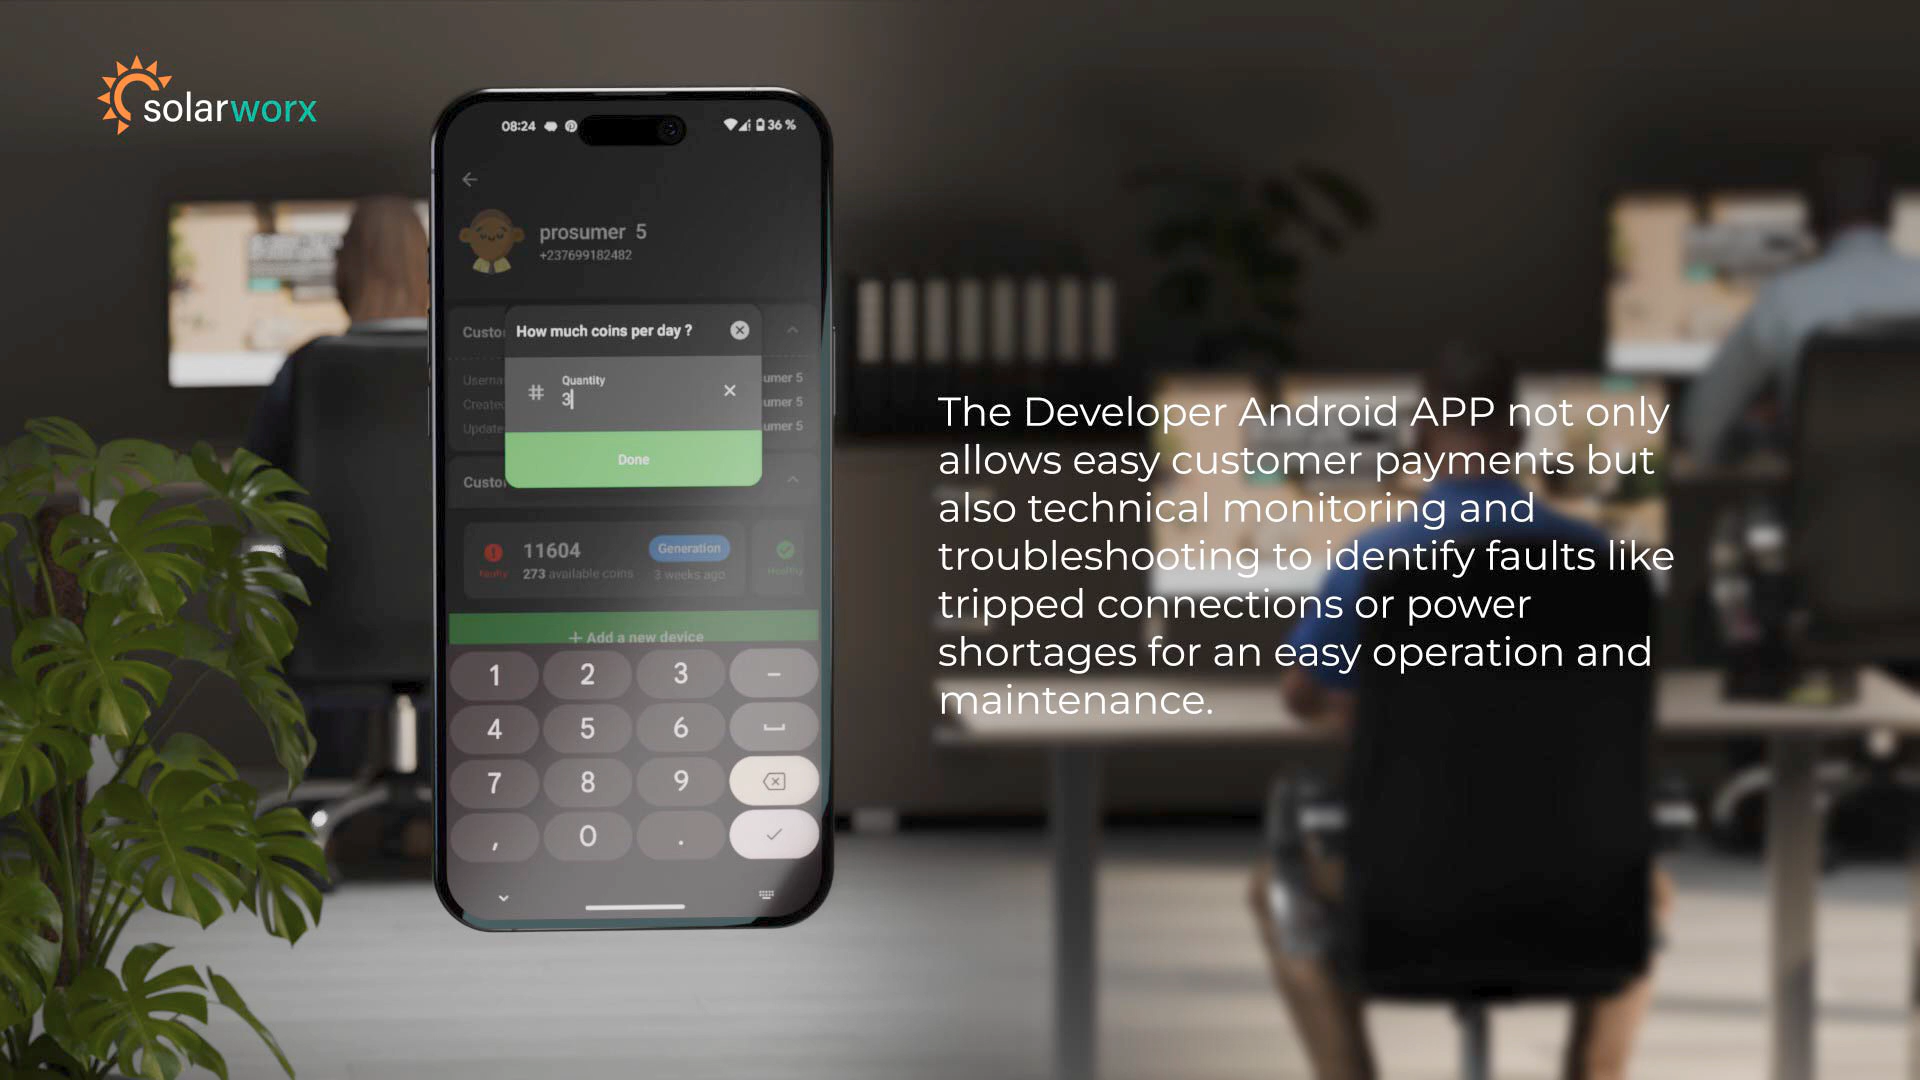 solarworx
08:24
36 %
prosumer 5
+237699182482
Custo
How much coins per day ?
Userna
umer 5
Quantity
3
Create
umer 5
Update
umer 5
Done
Custo
11604
Generation
Faulty
273 available coins
3 weeks ago
Healthy
+ Add a new device
1 2 3 –
4 5 6
7 8 9
, 0 .
The Developer Android APP not only
allows easy customer payments but
also technical monitoring and
troubleshooting to identify faults like
tripped connections or power
shortages for an easy operation and
maintenance.